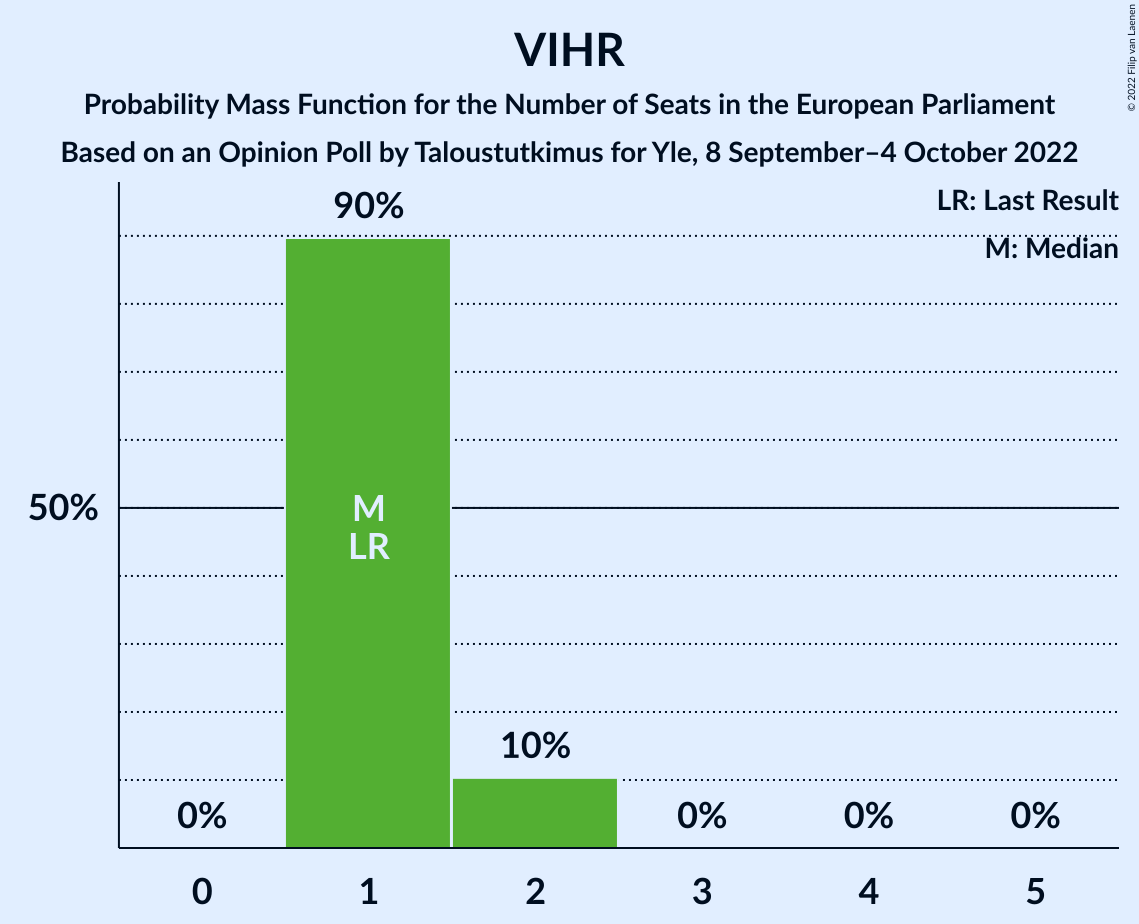 VIHR
Probability Mass Function for the Number of Seats in the European Parliament
Based on an Opinion Poll by Taloustutkimus for Yle, 8 September–4 October 2022
© 2022 Filip van Laenen
LR: Last Result
M: Median
90%
50%
M
LR
10%
0%
0%
0%
0%
0 1 2 3 4 5